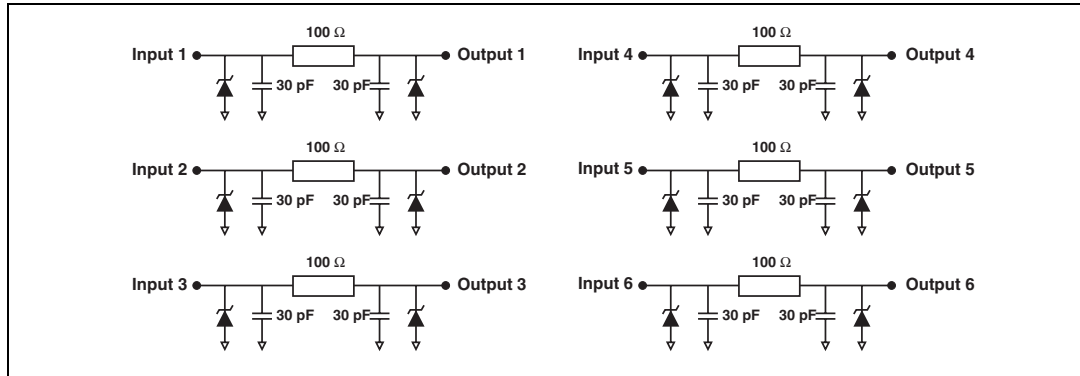 100 Ω
Input 1 Output 1
30 pF 30 pF
100 Ω
Input 4 Output 4
30 pF 30 pF
100 Ω
Input 2 Output 2
30 pF 30 pF
100 Ω
Input 5 Output 5
30 pF 30 pF
100 Ω
Input 3 Output 3
30 pF 30 pF
100 Ω
Input 6 Output 6
30 pF 30 pF